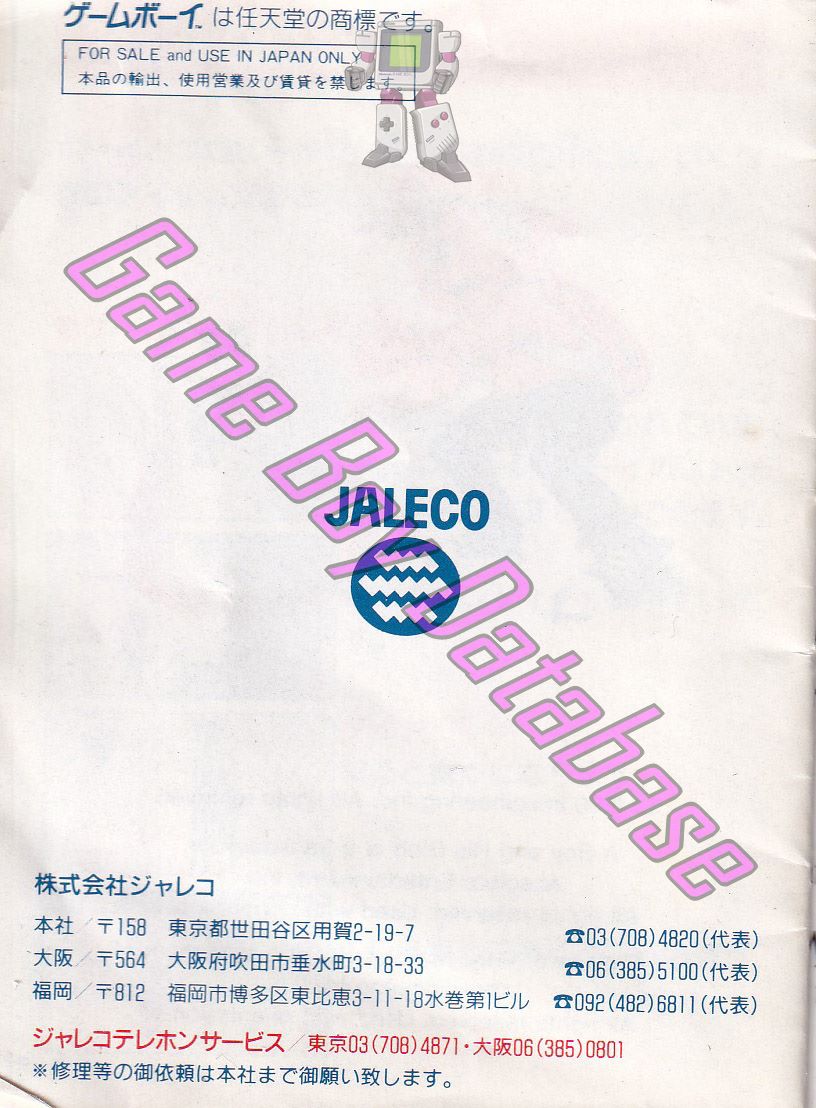 ゲームボーイ™は任天堂の商標です。
FOR SALE and USE IN JAPAN ONLY
本品の輸出、使用営業及び賃貸を禁じます
Game Boy Database
JALECO
株式会社ジャレコ
本社／〒158 東京都世田谷区用賀2-19-7 ☎03(708)4820(代表)
大阪／〒564 大阪府吹田市垂水町3-18-33 ☎06(385)5100(代表)
福岡／〒812 福岡市博多区東比恵3-11-18水巻第1ビル ☎092(482)6811(代表)
ジャレコテレホンサービス／東京03(708)4871・大阪06(385)0801
※修理等の御依頼は本社まで御願い致します。